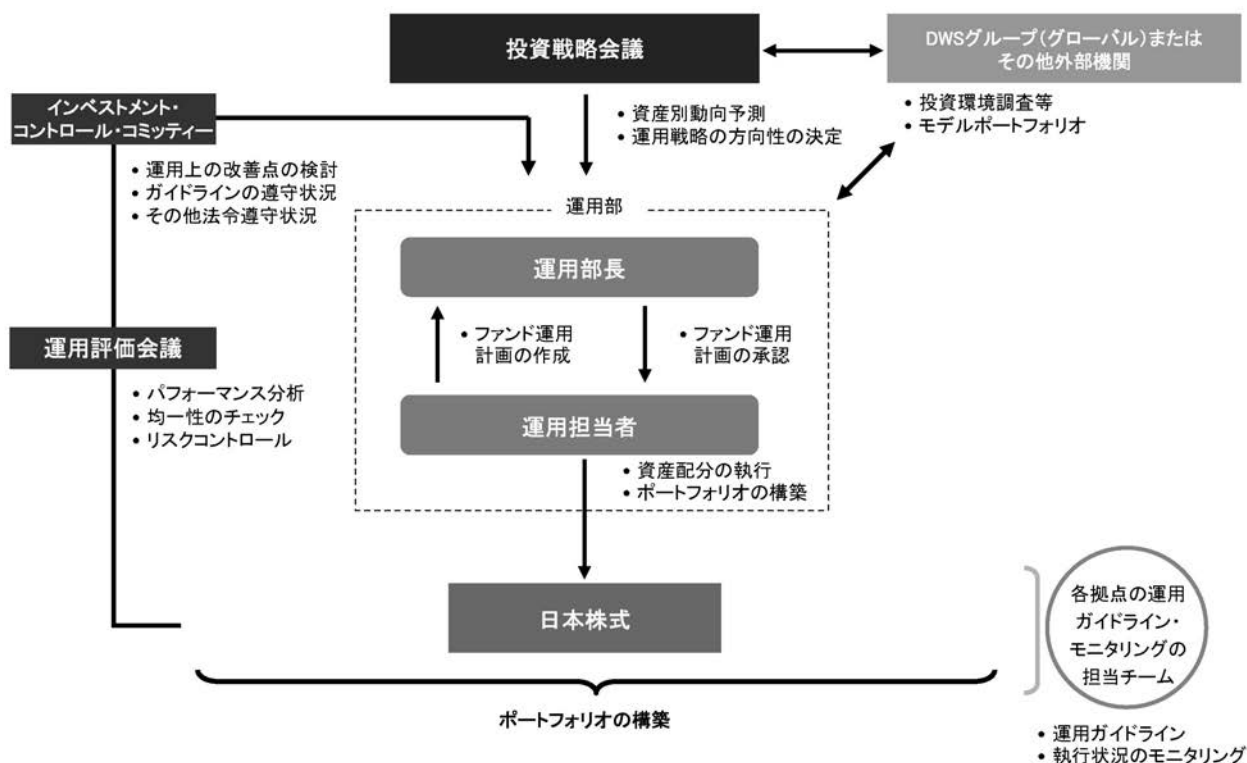 投資戦略会議
DWSグループ(グローバル)または
その他外部機関
• 投資環境調査等
• モデルポートフォリオ
インベストメント・
コントロール・コミッティー
• 資産別動向予測
• 運用戦略の方向性の決定
• 運用上の改善点の検討
• ガイドラインの遵守状況
• その他法令遵守状況
運用部
運用部長
• ファンド運用
計画の作成
• ファンド運用
計画の承認
運用評価会議
• パフォーマンス分析
• 均一性のチェック
• リスクコントロール
運用担当者
• 資産配分の執行
• ポートフォリオの構築
日本株式
各拠点の運用
ガイドライン・
モニタリングの
担当チーム
ポートフォリオの構築
• 運用ガイドライン
• 執行状況のモニタリング